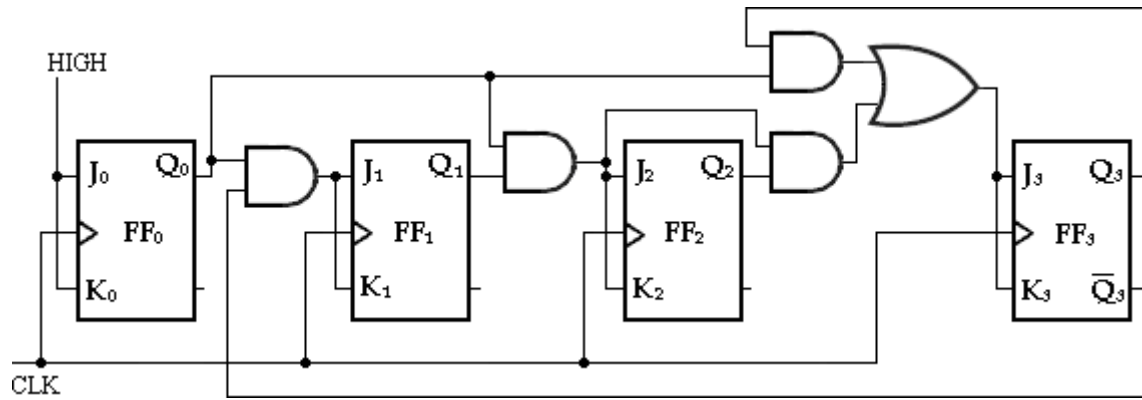 HIGH
J₀ Q₀
FF₀
K₀
J₁ Q₁
FF₁
K₁
J₂ Q₂
FF₂
K₂
J₃ Q₃
FF₃
K₃ Q̅₃
CLK